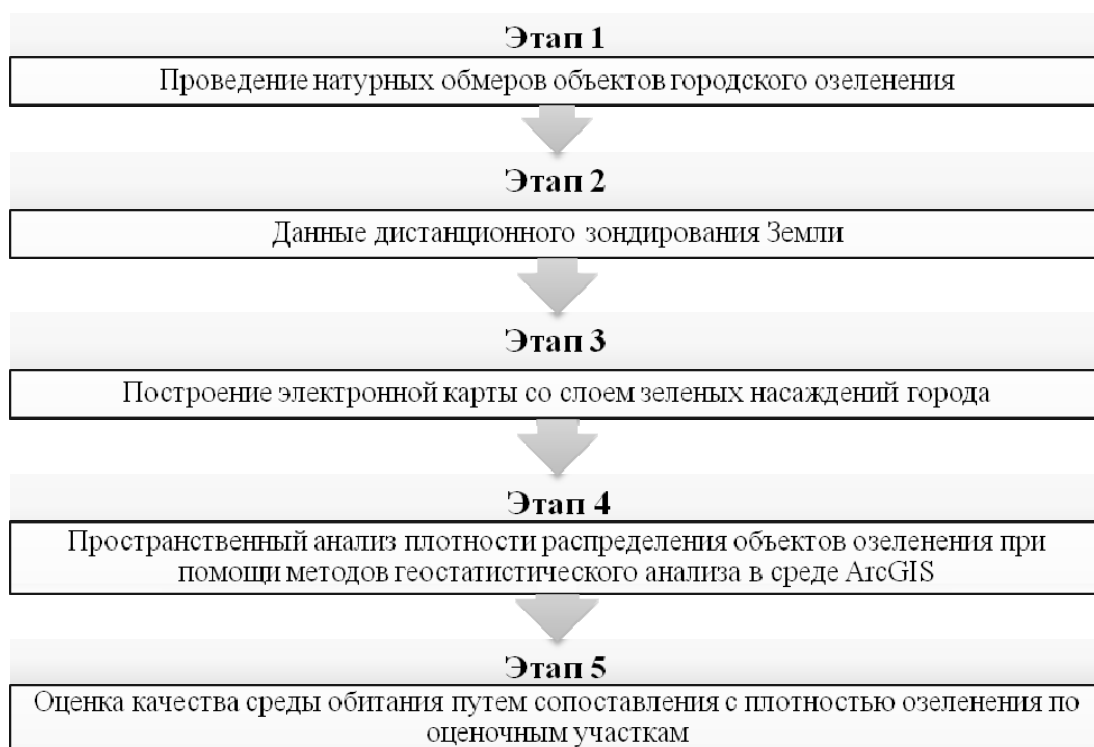 Этап 1
Проведение натурных обмеров объектов городского озеленения
Этап 2
Данные дистанционного зондирования Земли
Этап 3
Построение электронной карты со слоем зеленых насаждений города
Этап 4
Пространственный анализ плотности распределения объектов озеленения при
помощи методов геостатистического анализа в среде ArcGIS
Этап 5
Оценка качества среды обитания путем сопоставления с плотностью озеленения по
оценочным участкам